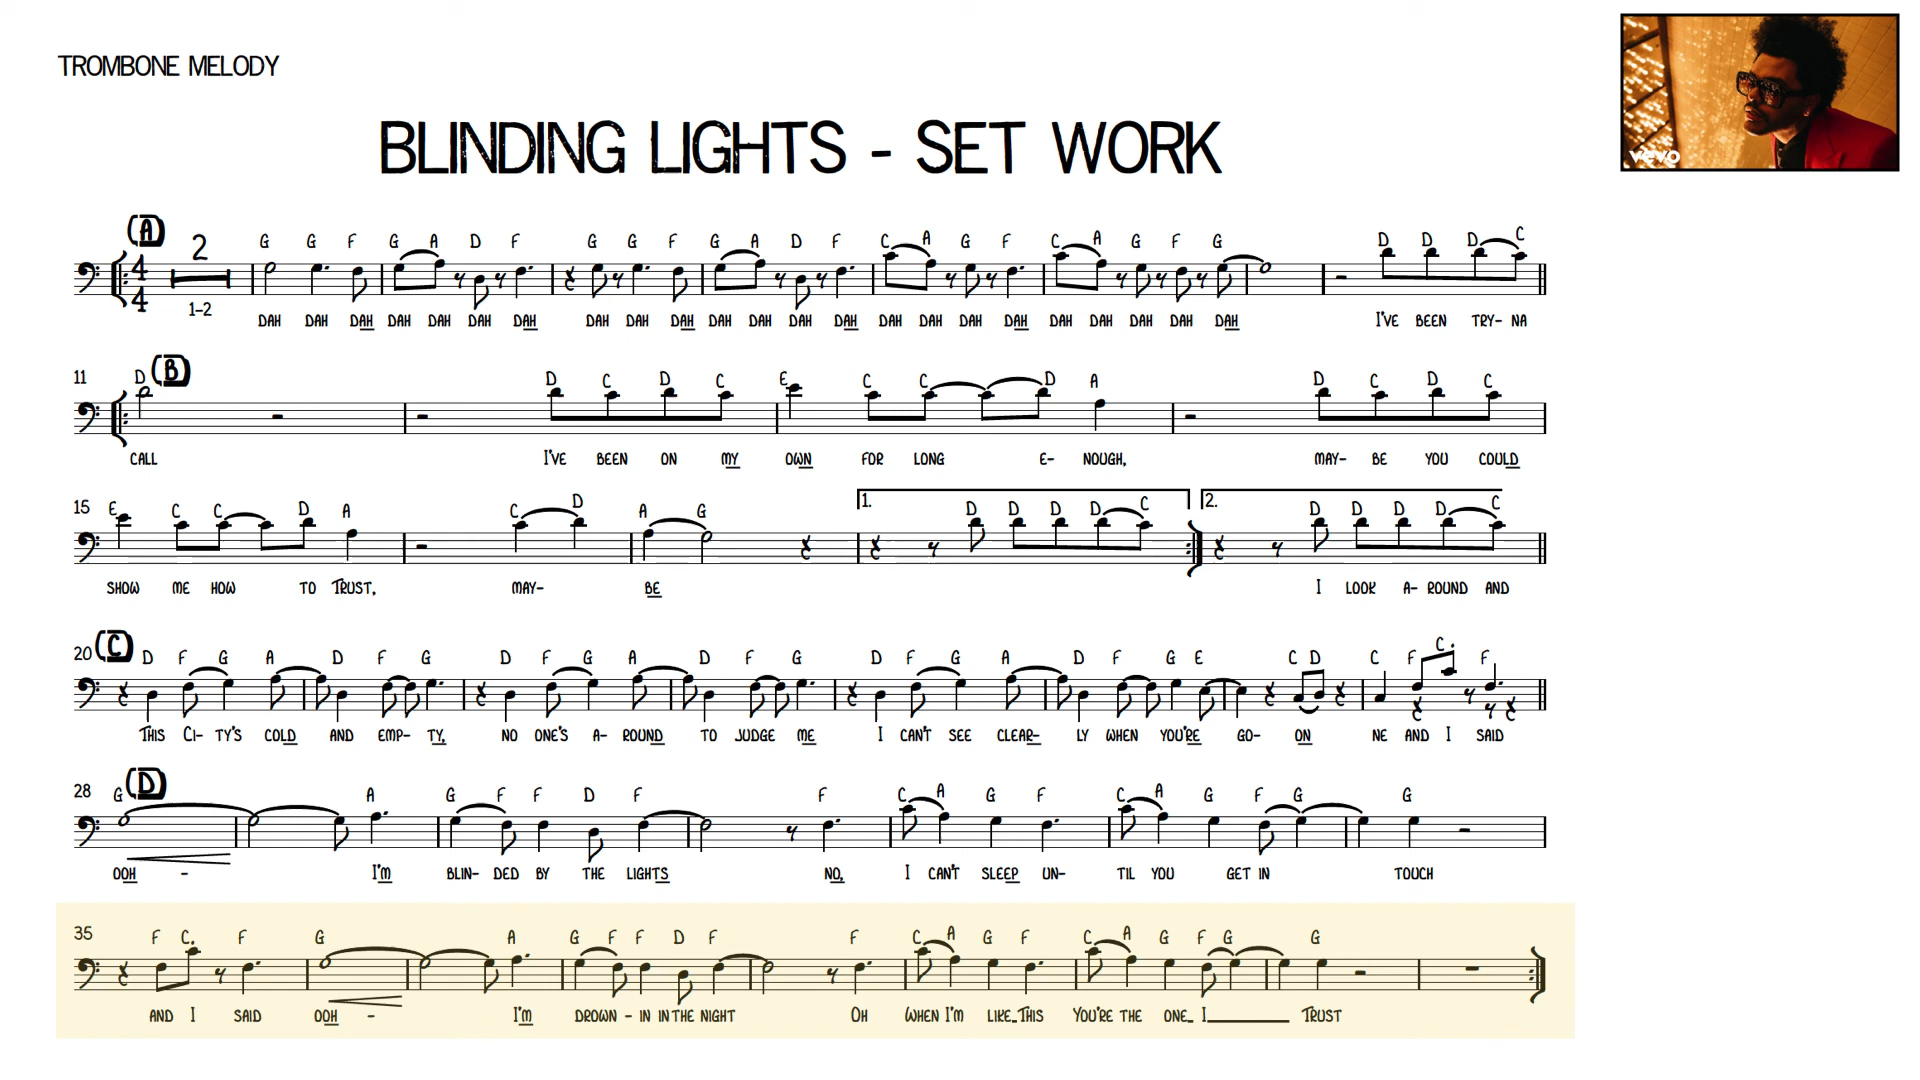 TROMBONE MELODY
vevo
BLINDING LIGHTS - SET WORK
(A)
2
G G F G A D F G G F G A D F C A G F C A G F G D D D C
4
4
1-2
DAH DAH DAH DAH DAH DAH DAH DAH DAH DAH DAH DAH DAH DAH DAH DAH DAH DAH DAH DAH DAH DAH DAH I'VE BEEN TRY- NA
11 D (B) D C D C E C C D A D C D C
CALL I'VE BEEN ON MY OWN FOR LONG E- NOUGH, MAY- BE YOU COULD
15 E C C D A C D A G 1. D D D D C 2. D D D D C
SHOW ME HOW TO TRUST, MAY- BE I LOOK A- ROUND AND
20 (C) D F G A D F G D F G A D F G D F G A D F G E C D C F C F
THIS CI- TY'S COLD AND EMP- TY, NO ONE'S A- ROUND TO JUDGE ME I CAN'T SEE CLEAR- LY WHEN YOU'RE GO- ON NE AND I SAID
28 G (D) A G F F D F F C A G F C A G F G G
OOH - I'M BLIN- DED BY THE LIGHTS NO, I CAN'T SLEEP UN- TIL YOU GET IN TOUCH
35 F C F G A G F F D F F C A G F C A G F G G
AND I SAID OOH - I'M DROWN - IN IN THE NIGHT OH WHEN I'M LIKE_THIS YOU'RE THE ONE_ I________ TRUST